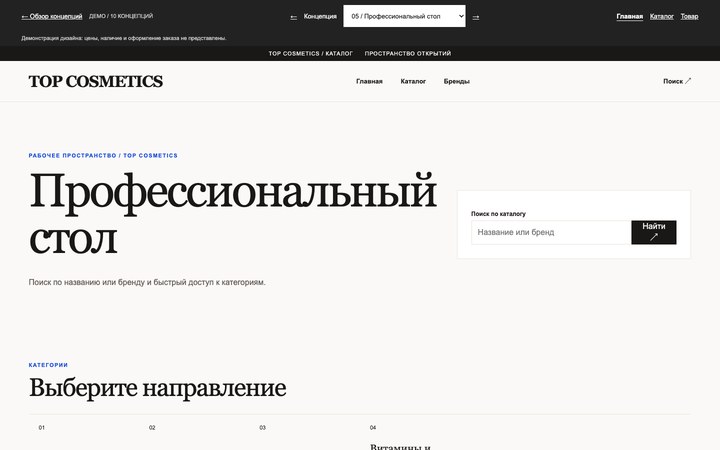 ← Обзор концепций ДЕМО / 10 КОНЦЕПЦИЙ ← Концепция 05 / Профессиональный стол → Главная Каталог Товар
Демонстрация дизайна: цены, наличие и оформление заказа не представлены.
TOP COSMETICS / КАТАЛОГ ПРОСТРАНСТВО ОТКРЫТИЙ
TOP COSMETICS Главная Каталог Бренды Поиск ↗
РАБОЧЕЕ ПРОСТРАНСТВО / TOP COSMETICS
Профессиональный
стол
Поиск по названию или бренду и быстрый доступ к категориям.
Поиск по каталогу
Название или бренд
Найти
↗
КАТЕГОРИИ
Выберите направление
01 02 03 04
Витамины и